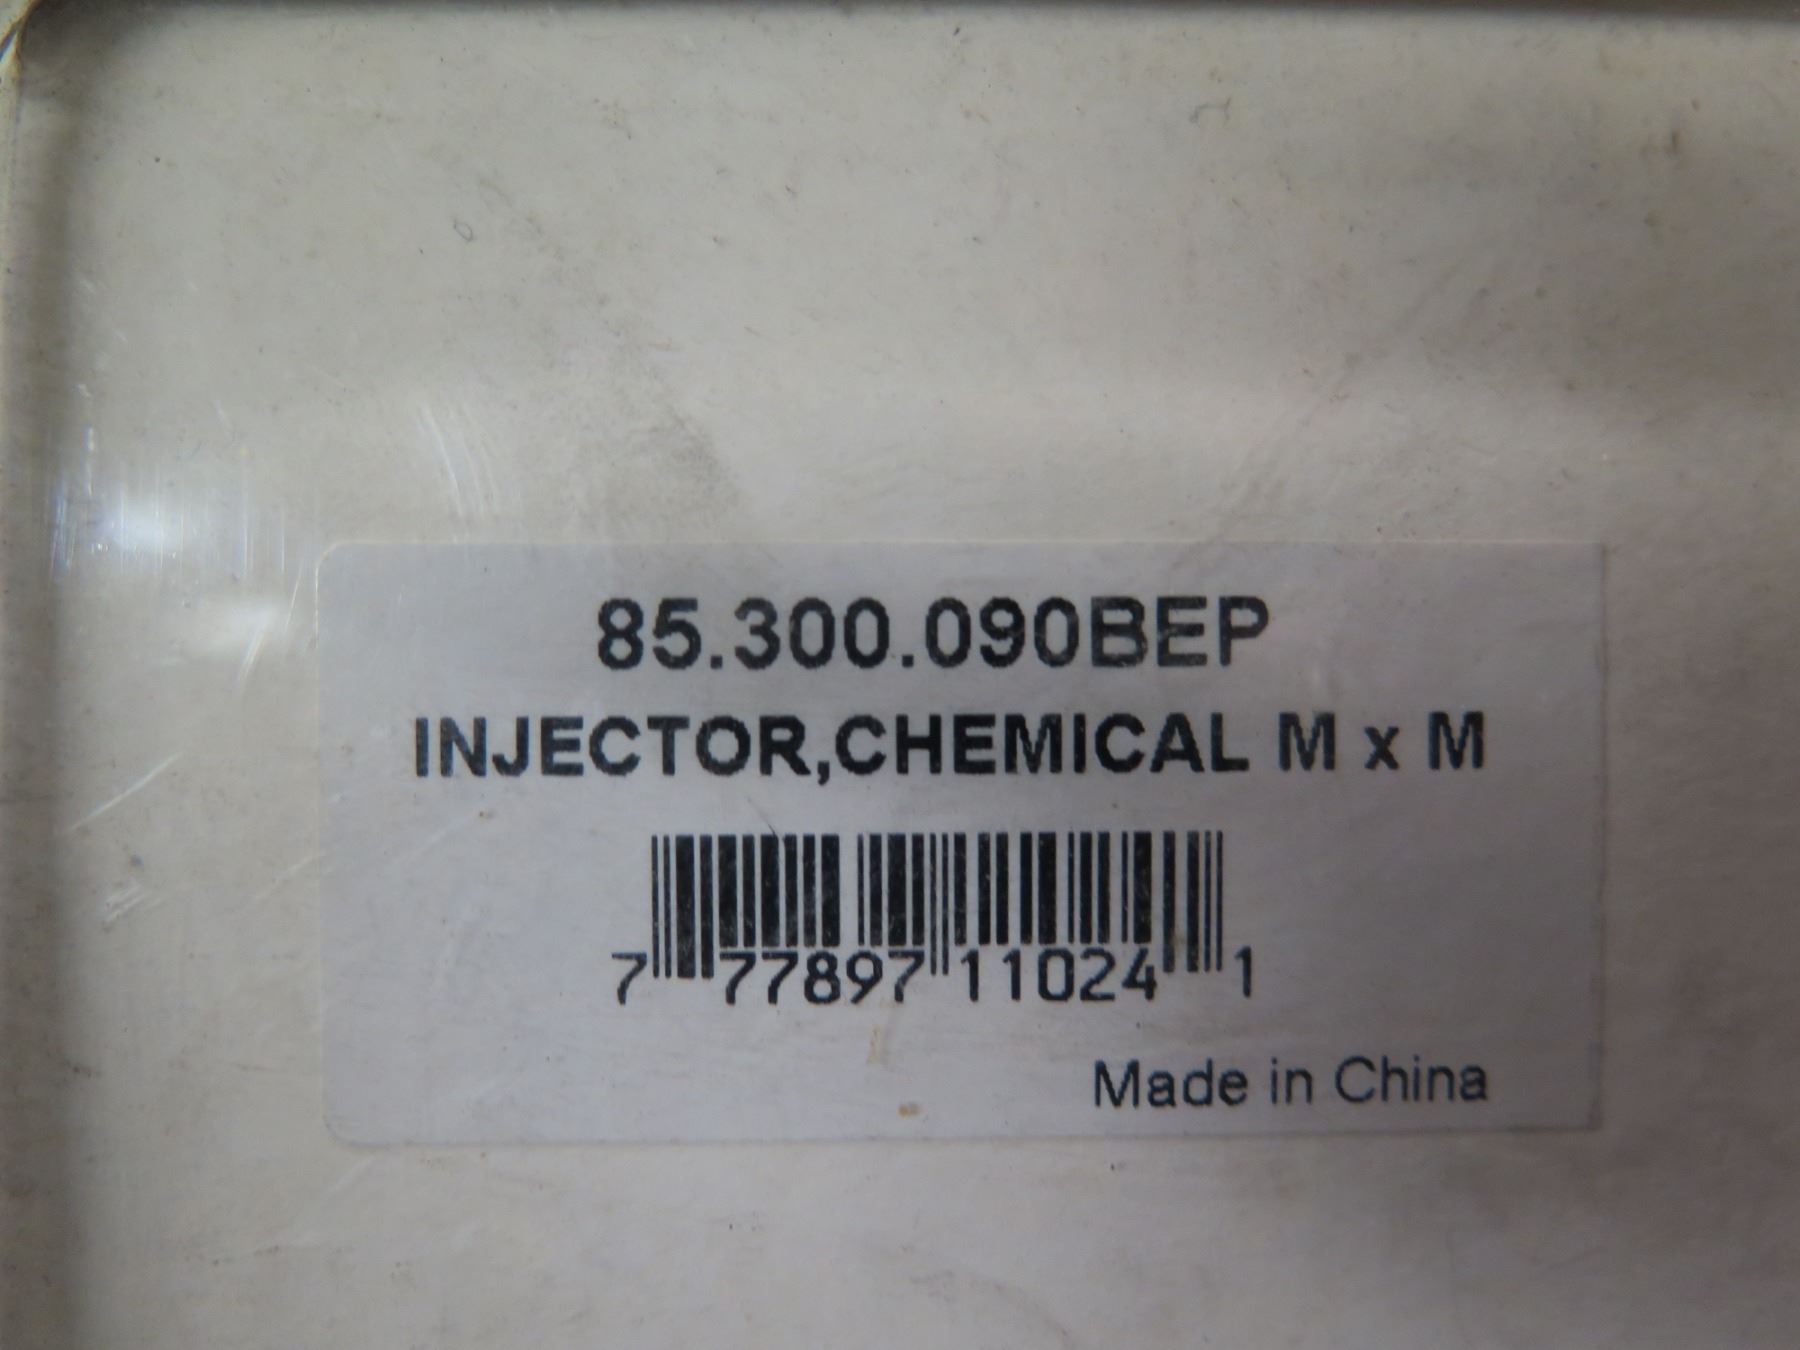 85.300.090BEP
INJECTOR,CHEMICAL M x M
7 77897 11024 1
Made in China